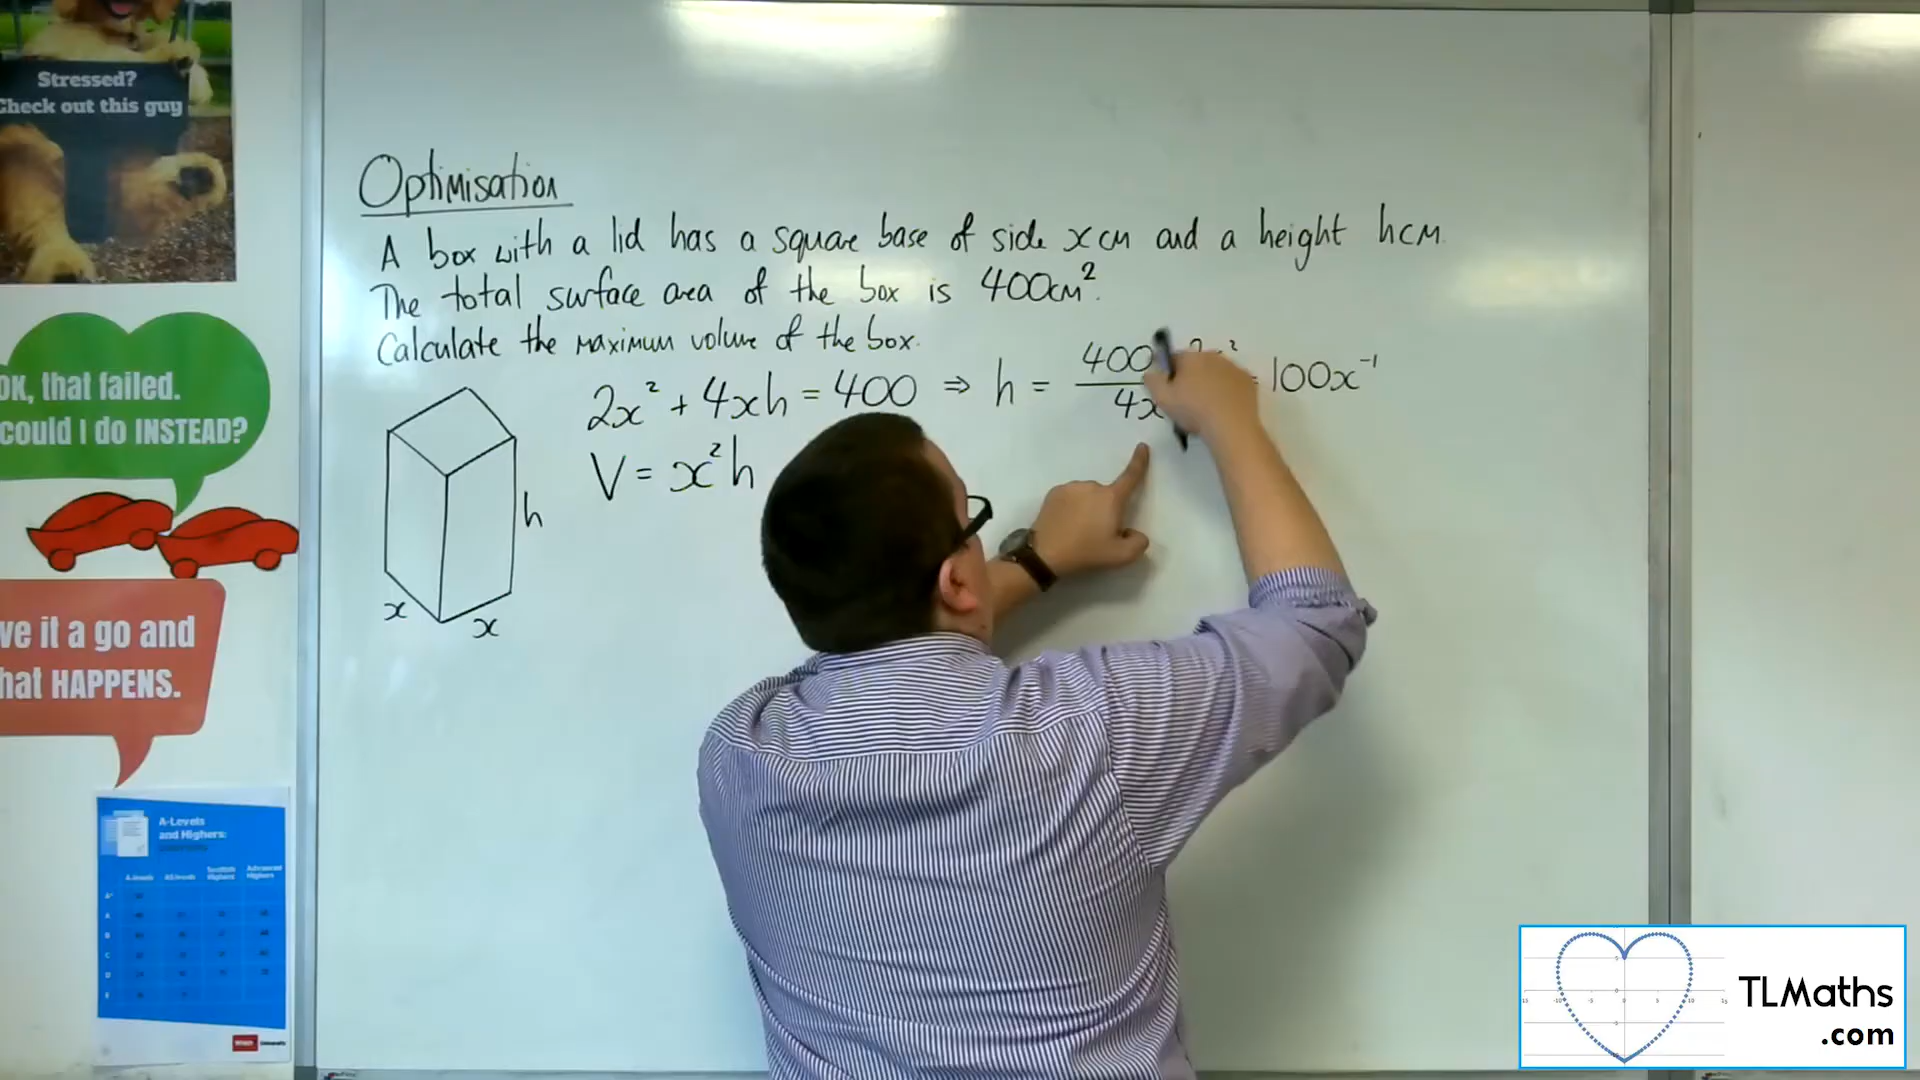 Stressed?
Check out this guy
OK, that failed.
could I do INSTEAD?
ve it a go and
hat HAPPENS.
A-Levels
and Highers:
Optimisation
A box with a lid has a square base of side x cm and a height h cm.
The total surface area of the box is 400cm².
Calculate the maximum volume of the box.
2x² + 4xh = 400 ⇒ h = 400 2x² / 4x = 100x⁻¹
V = x²h
h
x
x
TLMaths
.com